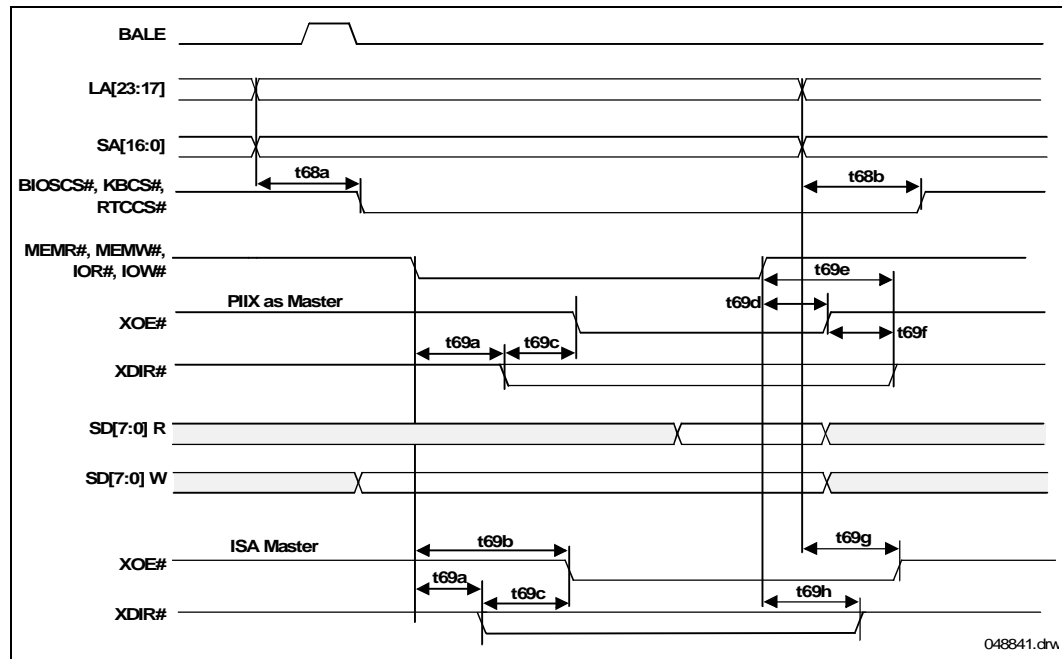 BALE
LA[23:17]
SA[16:0]
t68a
t68b
BIOSCS#, KBCS#,
RTCCS#
MEMR#, MEMW#,
IOR#, IOW#
t69e
PIIX as Master
t69d
XOE#
t69a
t69c
t69f
XDIR#
SD[7:0] R
SD[7:0] W
ISA Master
t69b
t69g
XOE#
t69a
t69c
t69h
XDIR#
048841.drw